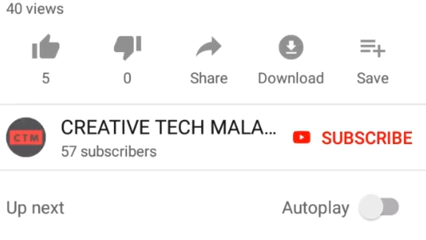 40 views
5 0 Share Download Save
CTM
CREATIVE TECH MALA...
57 subscribers
SUBSCRIBE
Up next Autoplay